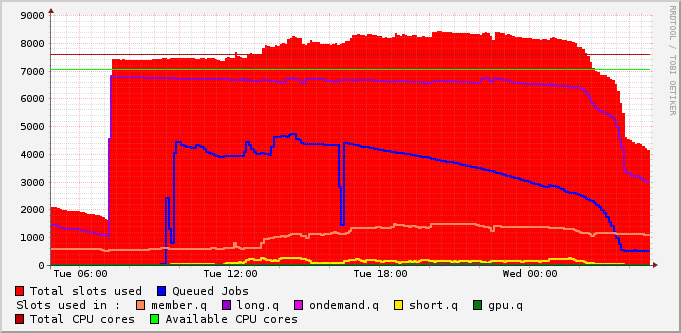 RRDTOOL / TOBI OETIKER
9000
8000
7000
6000
5000
4000
3000
2000
1000
0
Tue 06:00 Tue 12:00 Tue 18:00 Wed 00:00
Total slots used Queued Jobs
Slots used in : member.q long.q ondemand.q short.q gpu.q
Total CPU cores Available CPU cores